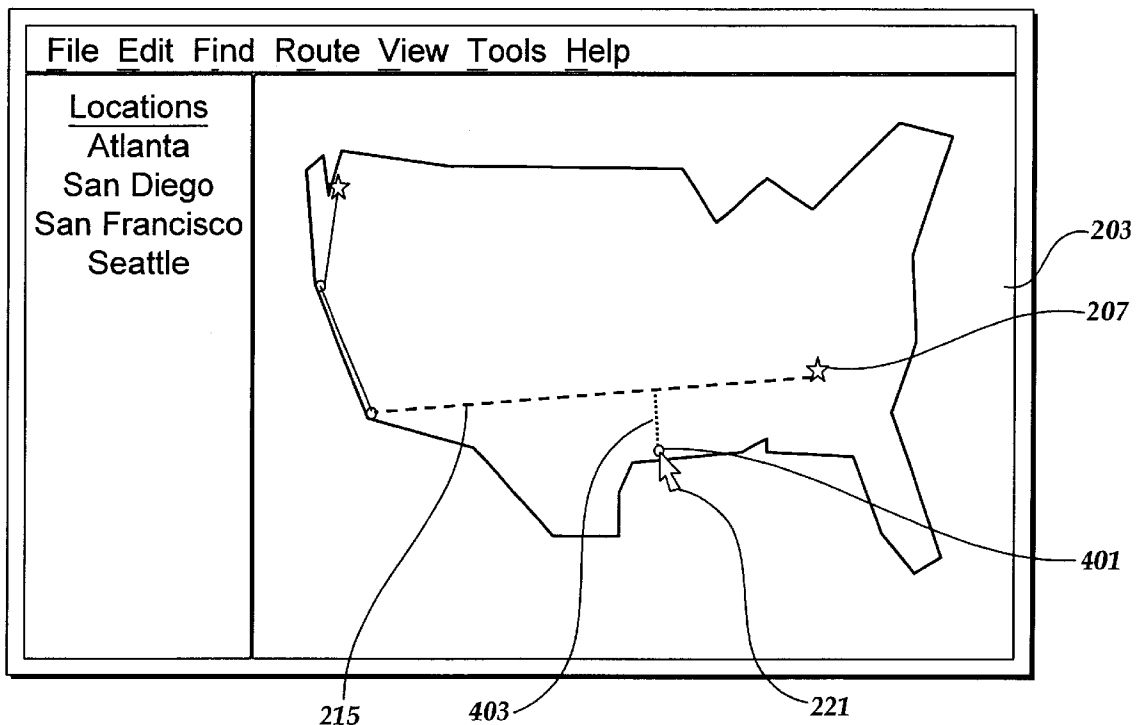 File Edit Find Route View Tools Help
Locations
Atlanta
San Diego
San Francisco
Seattle
203
207
401
215
403
221